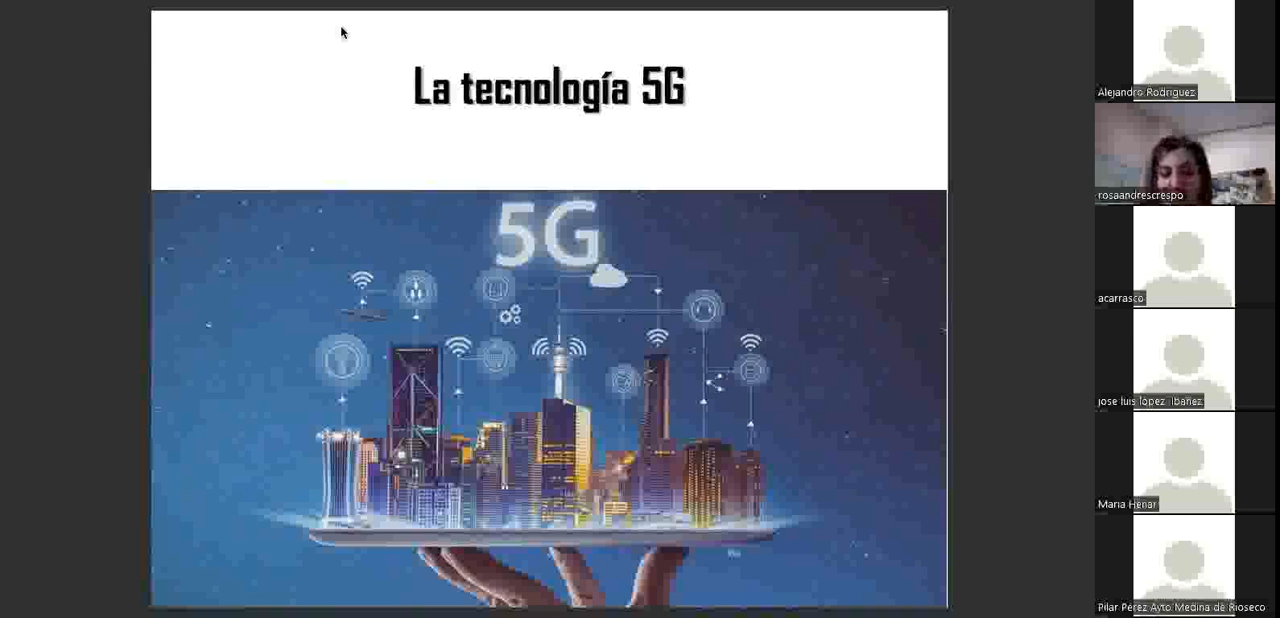 La tecnología 5G
5G
Alejandro Rodriguez
rosaandrescrespo
acarrasco
jose luis lopez ibañez
Maria Henar
Pilar Perez Ayto Medina de Rioseco